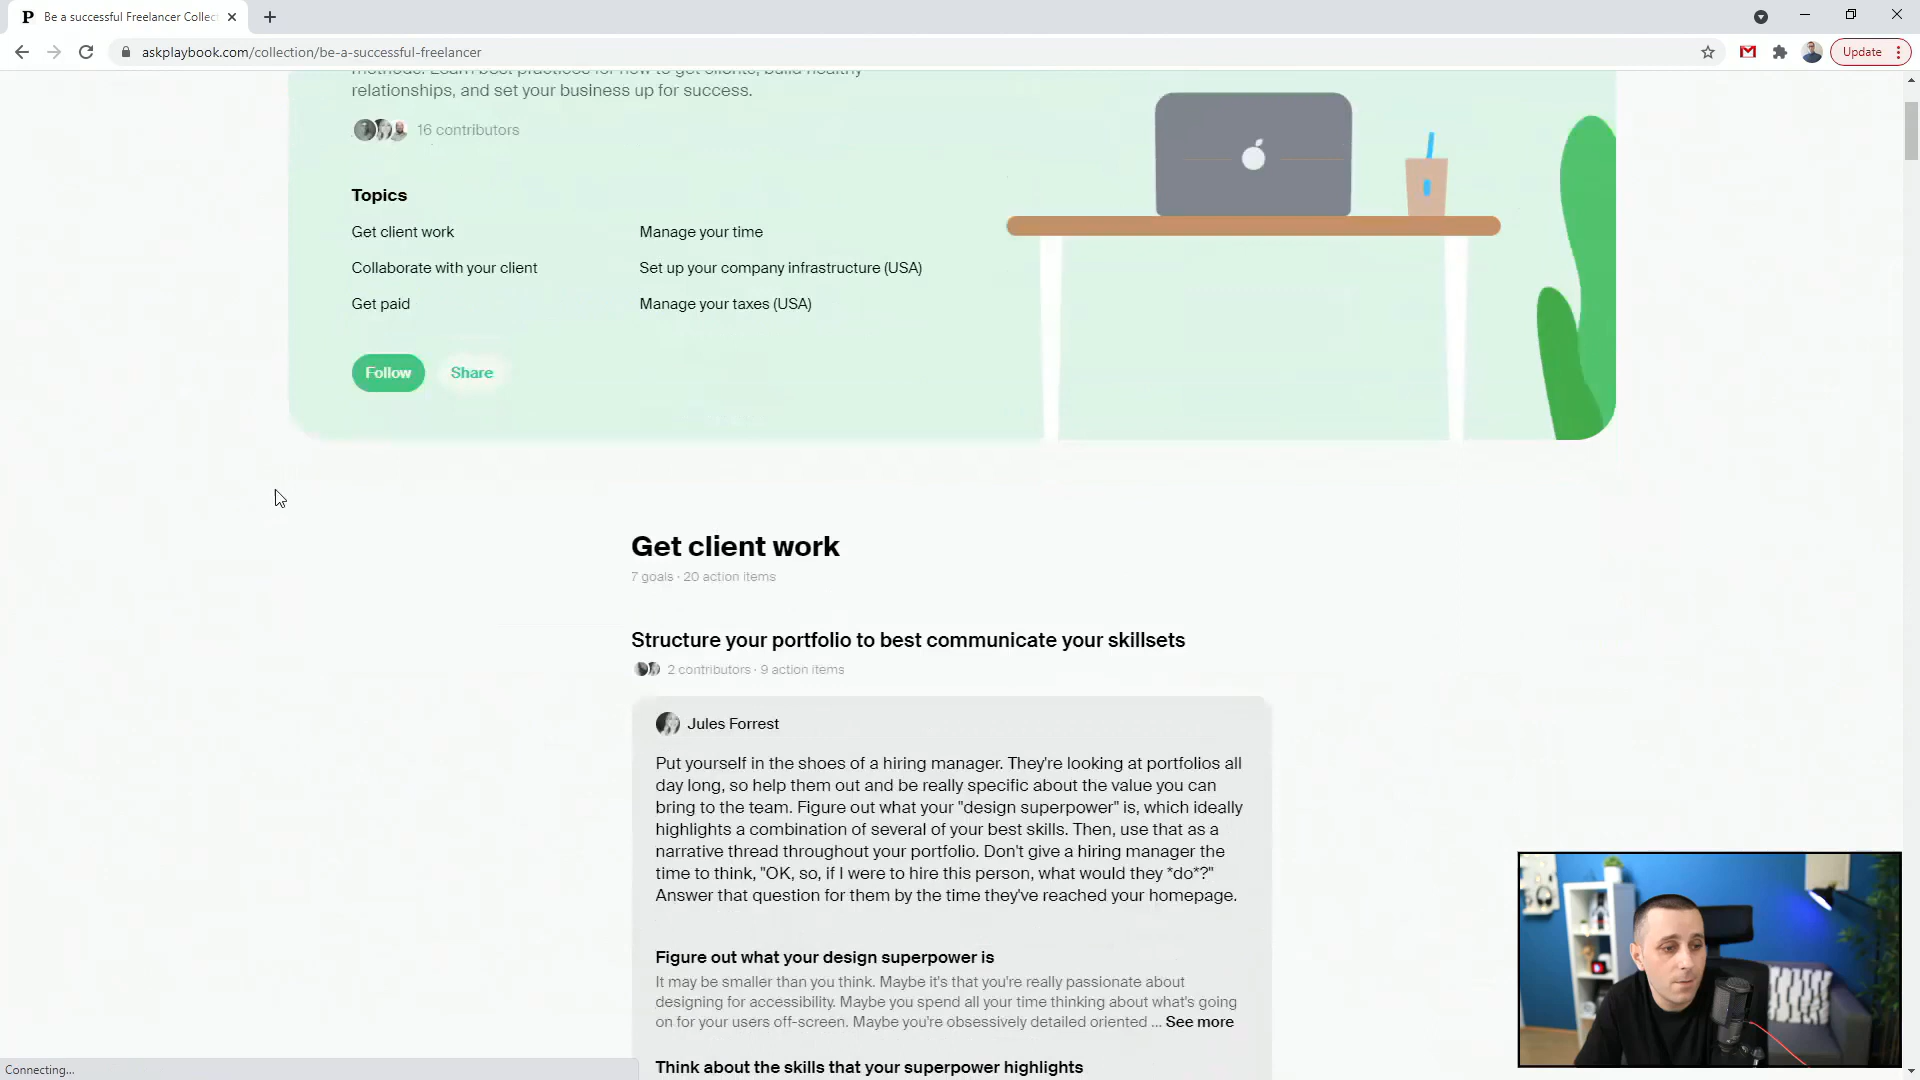 Be a successful Freelancer Collec
askplaybook.com/collection/be-a-successful-freelancer
Update
methods. Learn best practices for how to get clients, build healthy
relationships, and set your business up for success.
16 contributors
Topics
Get client work
Manage your time
Collaborate with your client
Set up your company infrastructure (USA)
Get paid
Manage your taxes (USA)
Follow
Share
Get client work
7 goals · 20 action items
Structure your portfolio to best communicate your skillsets
2 contributors · 9 action items
Jules Forrest
Put yourself in the shoes of a hiring manager. They're looking at portfolios all
day long, so help them out and be really specific about the value you can
bring to the team. Figure out what your "design superpower" is, which ideally
highlights a combination of several of your best skills. Then, use that as a
narrative thread throughout your portfolio. Don't give a hiring manager the
time to think, "OK, so, if I were to hire this person, what would they *do*?"
Answer that question for them by the time they've reached your homepage.
Figure out what your design superpower is
It may be smaller than you think. Maybe it's that you're really passionate about
designing for accessibility. Maybe you spend all your time thinking about what's going
on for your users off-screen. Maybe you're obsessively detailed oriented ... See more
Think about the skills that your superpower highlights
Connecting...